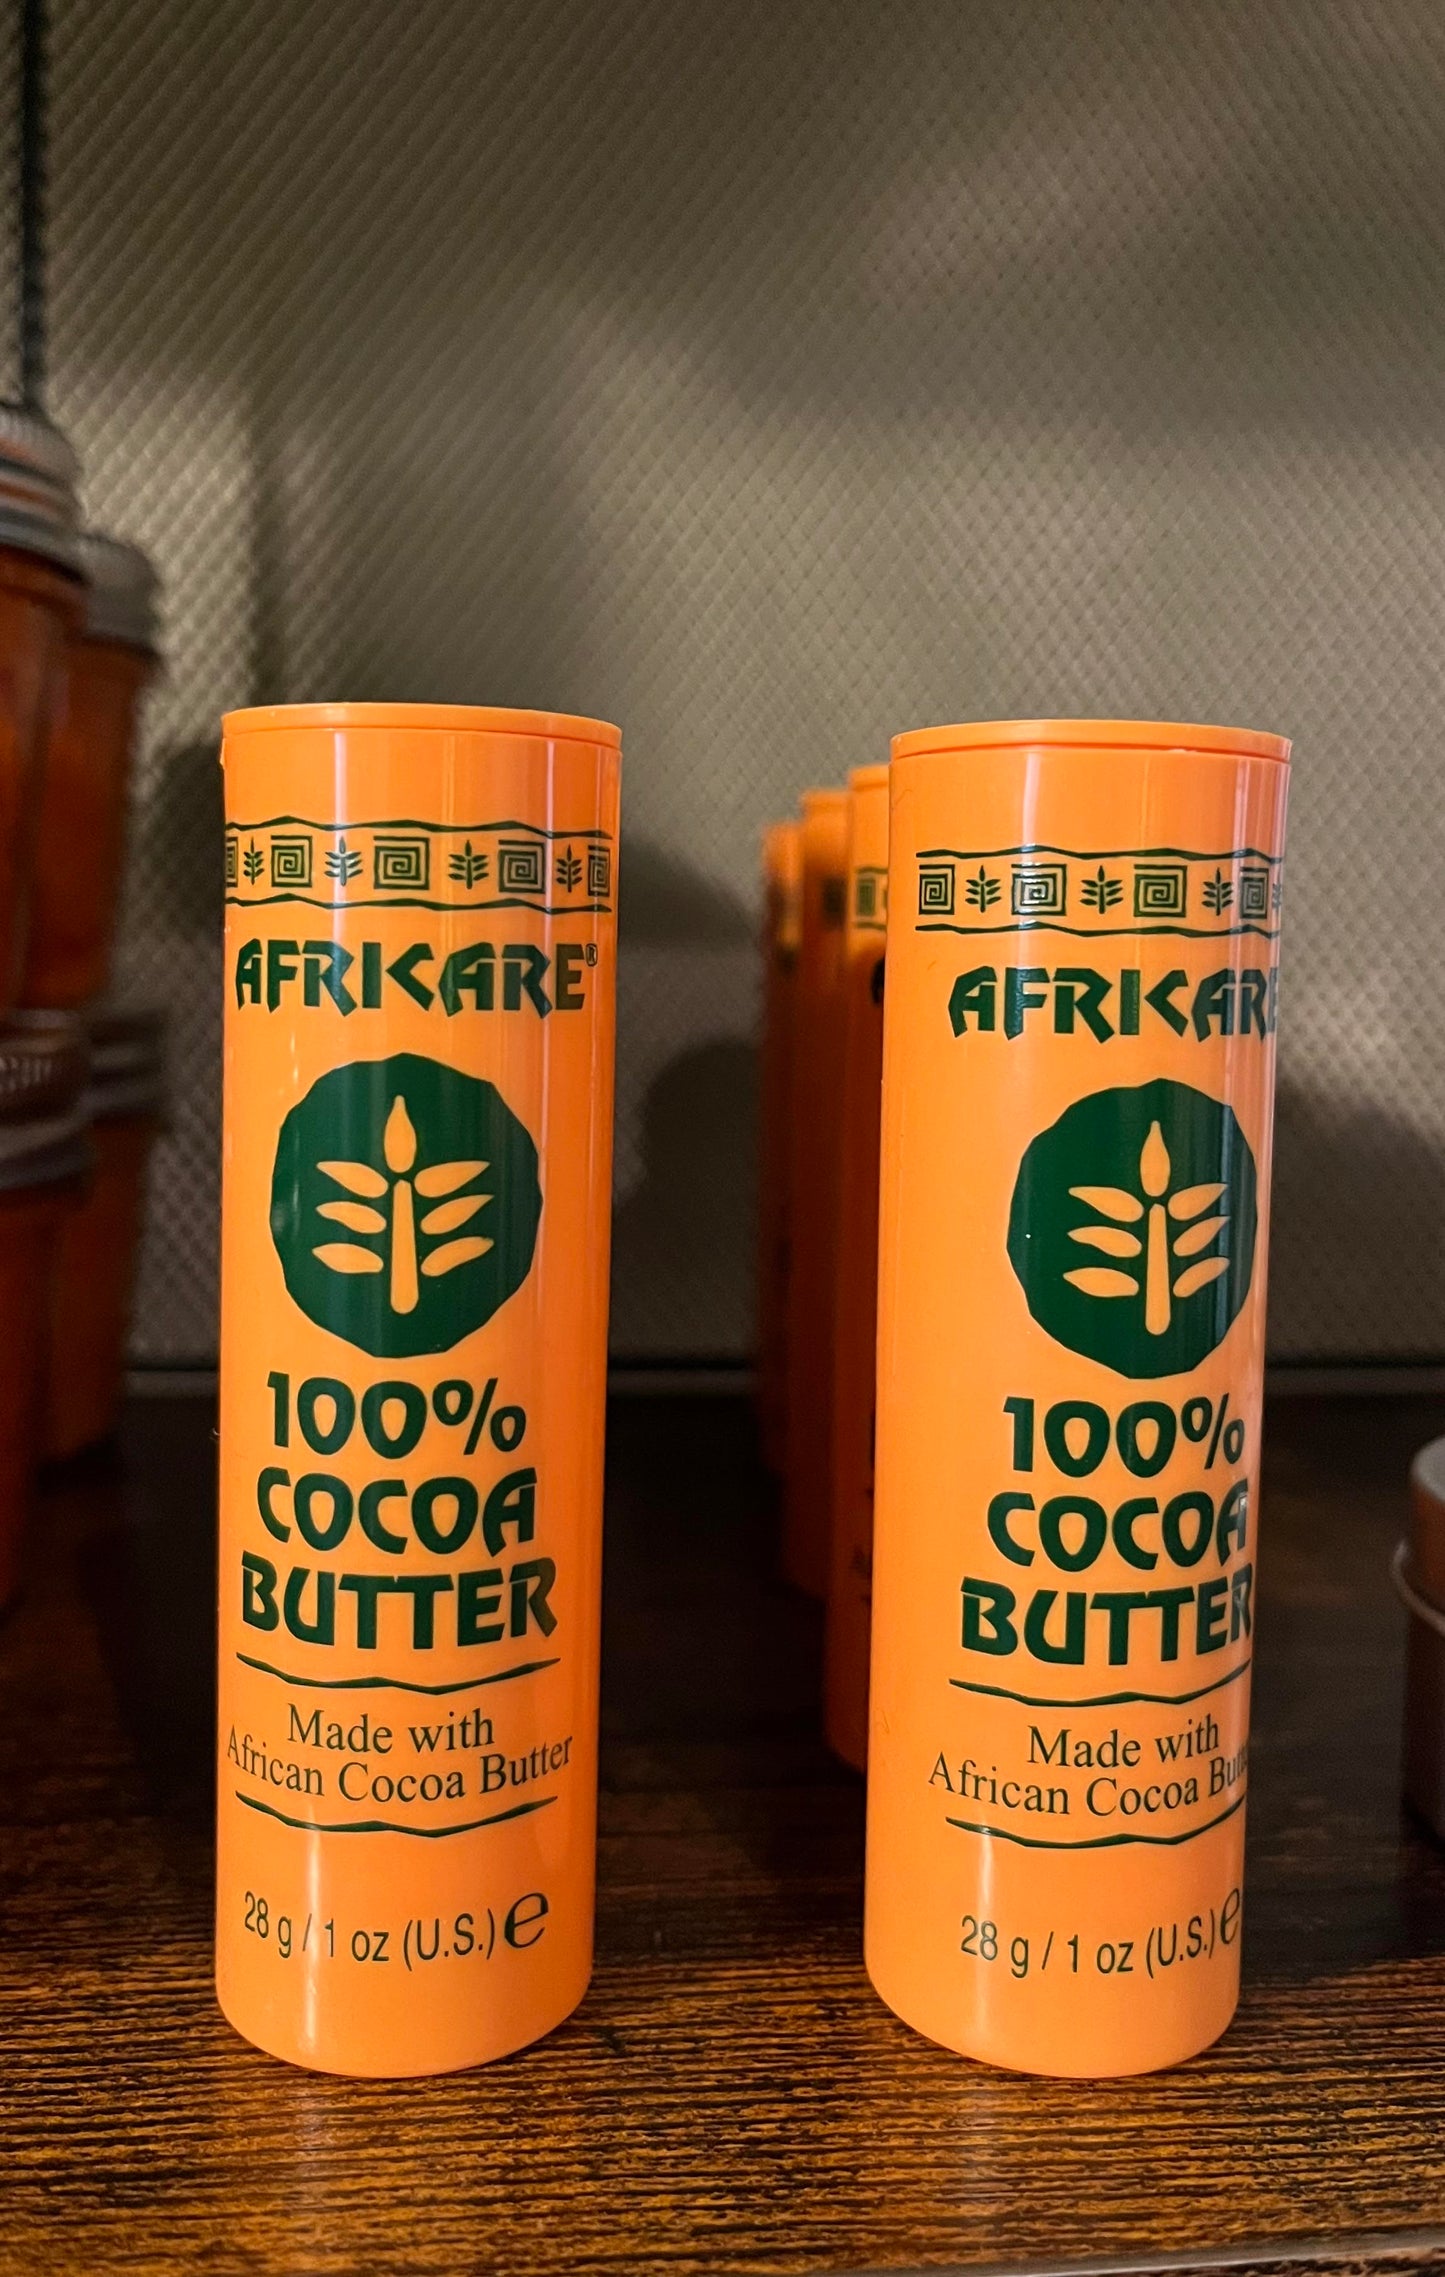 AFRICARE®
100%
COCOA
BUTTER
Made with
African Cocoa Butter
28 g / 1 oz (U.S.) ℮
AFRICARE
100%
COCOA
BUTTER
Made with
African Cocoa Butter
28 g / 1 oz (U.S.) ℮